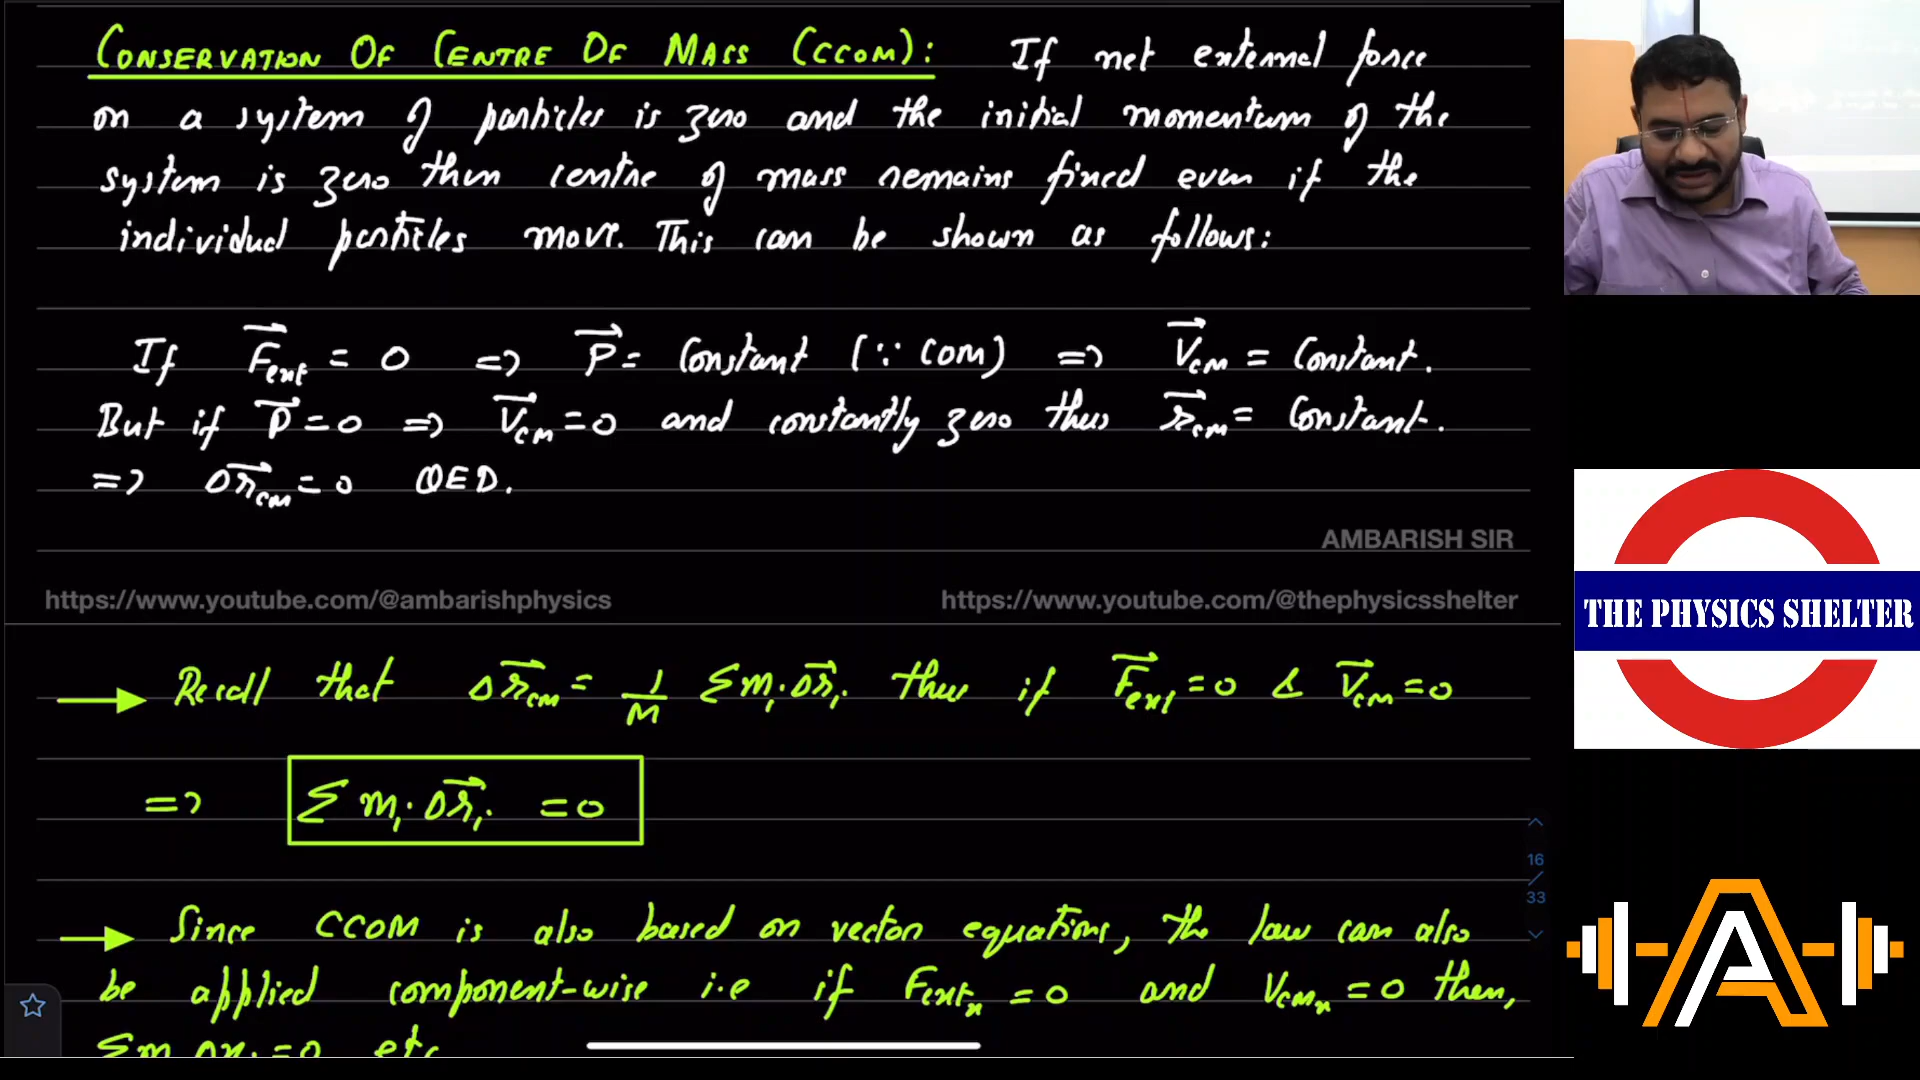 CONSERVATION OF CENTRE OF MASS (CCOM): If net external force
on a system of particles is zero and the initial momentum of the
system is zero then centre of mass remains fixed even if the
individual particles move. This can be shown as follows:
If F⃗ext = 0 => P⃗ = Constant (∵ COM) => V⃗cm = Constant.
But if P⃗ = 0 => V⃗cm = 0 and constantly zero thus r⃗cm = Constant.
=> Δr⃗cm = 0 QED.
AMBARISH SIR
https://www.youtube.com/@ambarishphysics https://www.youtube.com/@thephysicsshelter
THE PHYSICS SHELTER
→ Recall that Δr⃗cm = 1/M Σmᵢ.Δr⃗ᵢ thus if F⃗ext = 0 & V⃗cm = 0
=> Σmᵢ.Δr⃗ᵢ = 0
16
/
33
→ Since CCOM is also based on vector equations, the law can also
be applied component-wise i.e if Fextx = 0 and Vcmx = 0 then,
Σmᵢ Δxᵢ = 0 etc